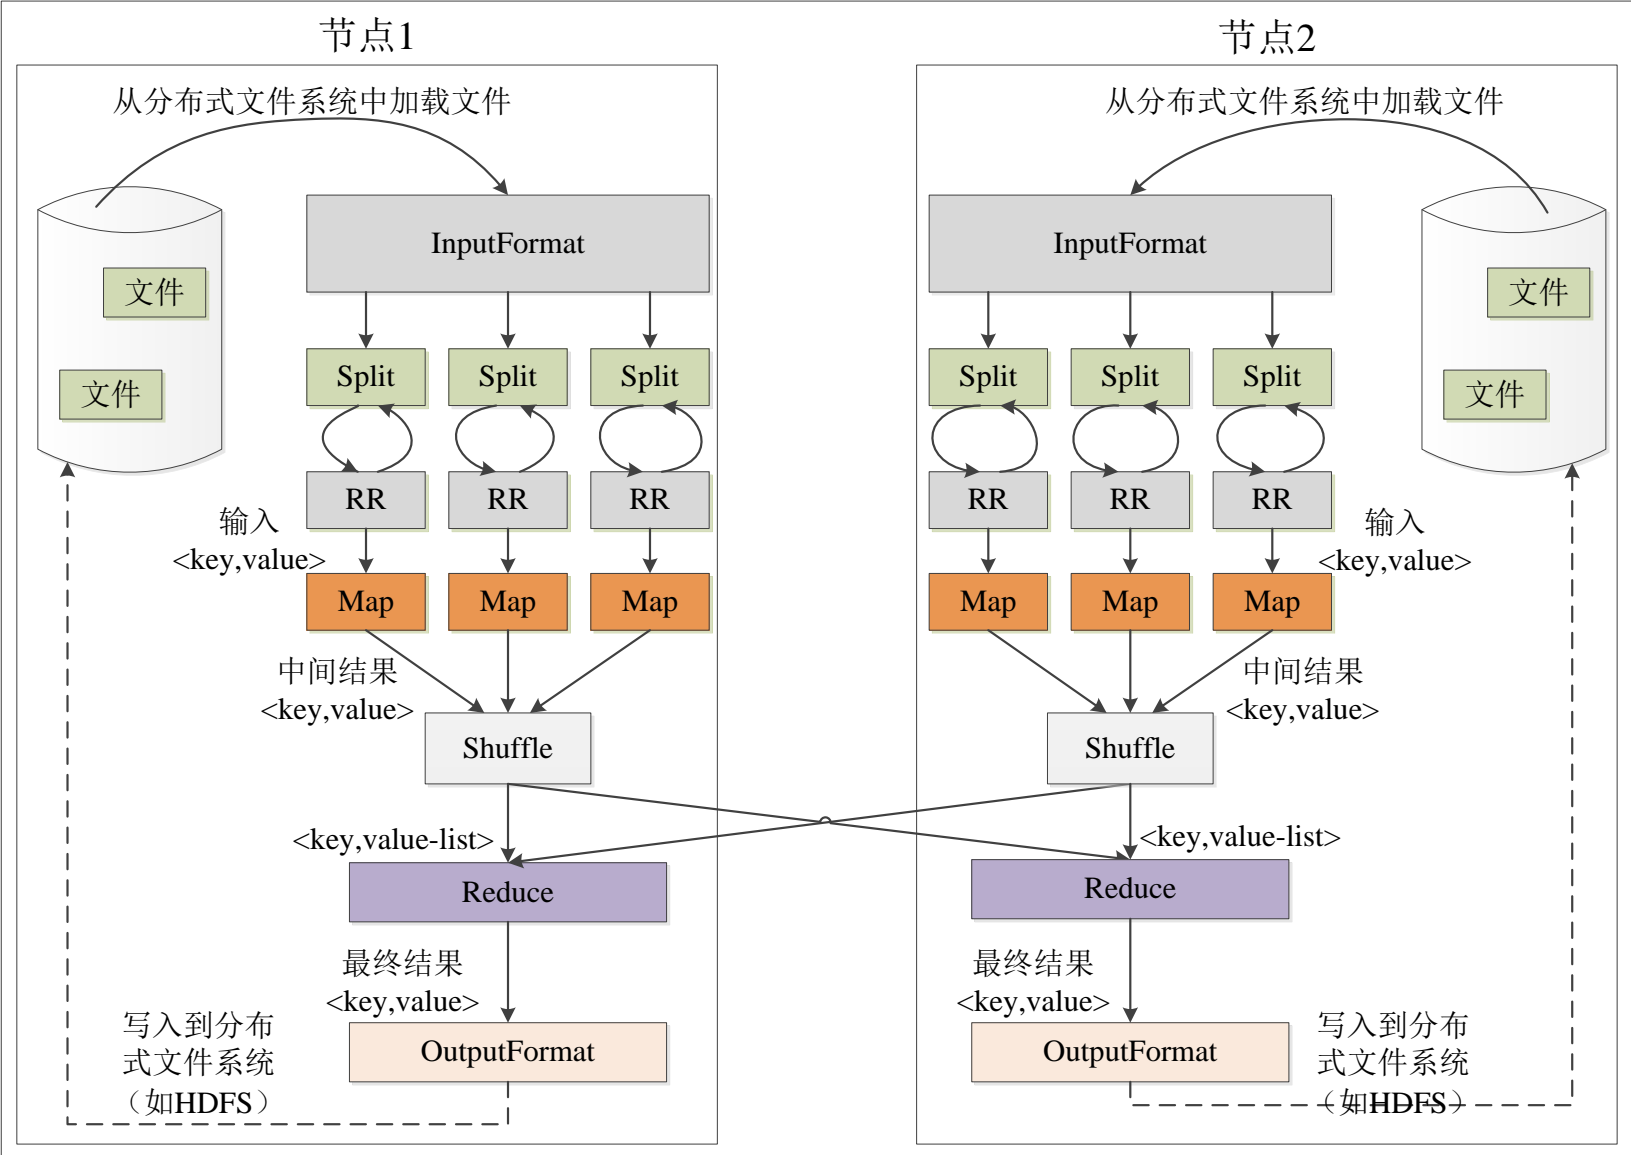 节点1
节点2
从分布式文件系统中加载文件
从分布式文件系统中加载文件
InputFormat
InputFormat
文件
文件
文件
文件
Split
Split
Split
Split
Split
Split
RR
RR
RR
RR
RR
RR
输入
<key,value>
输入
<key,value>
Map
Map
Map
Map
Map
Map
中间结果
<key,value>
中间结果
<key,value>
Shuffle
Shuffle
<key,value-list>
<key,value-list>
Reduce
Reduce
最终结果
<key,value>
最终结果
<key,value>
写入到分布
式文件系统
（如HDFS）
OutputFormat
OutputFormat
写入到分布
式文件系统
（如HDFS）